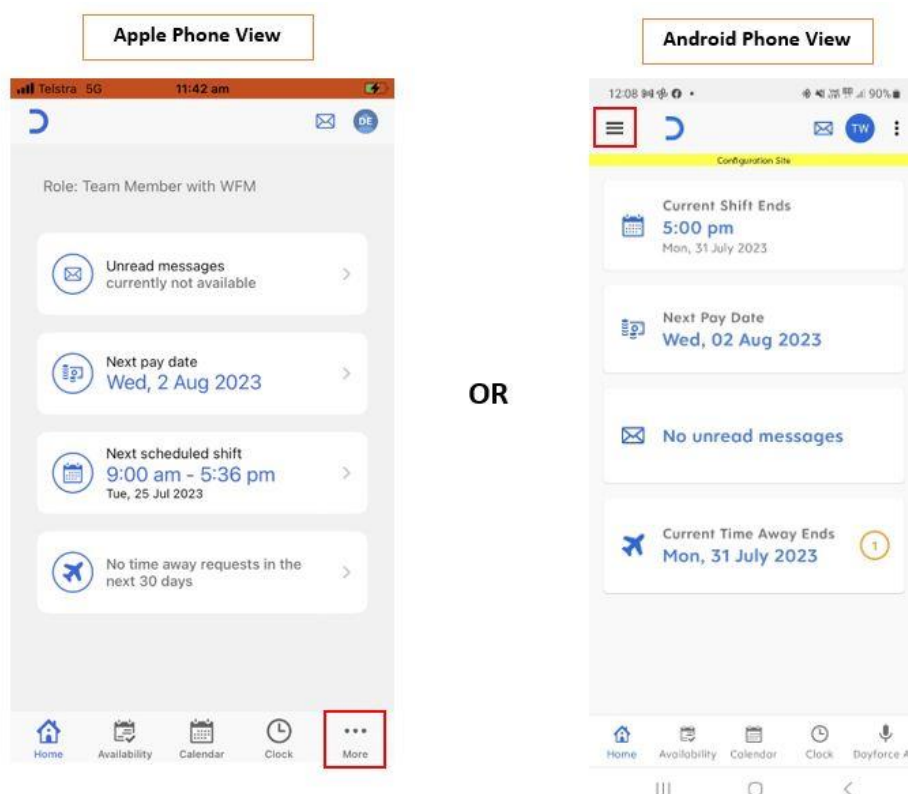 Apple Phone View
Telstra 5G 11:42 am
DE
Role: Team Member with WFM
Unread messages
currently not available
Next pay date
Wed, 2 Aug 2023
Next scheduled shift
9:00 am - 5:36 pm
Tue, 25 Jul 2023
No time away requests in the
next 30 days
Home Availability Calendar Clock More
OR
Android Phone View
12:08 90%
TW
Configuration Site
Current Shift Ends
5:00 pm
Mon, 31 July 2023
Next Pay Date
Wed, 02 Aug 2023
No unread messages
Current Time Away Ends
Mon, 31 July 2023
1
Home Availability Calendar Clock Dayforce A